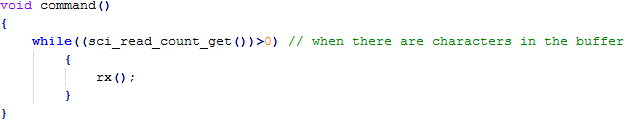 void command()
{
    while((sci_read_count_get())>0) // when there are characters in the buffer
        {
            rx();
        }
}